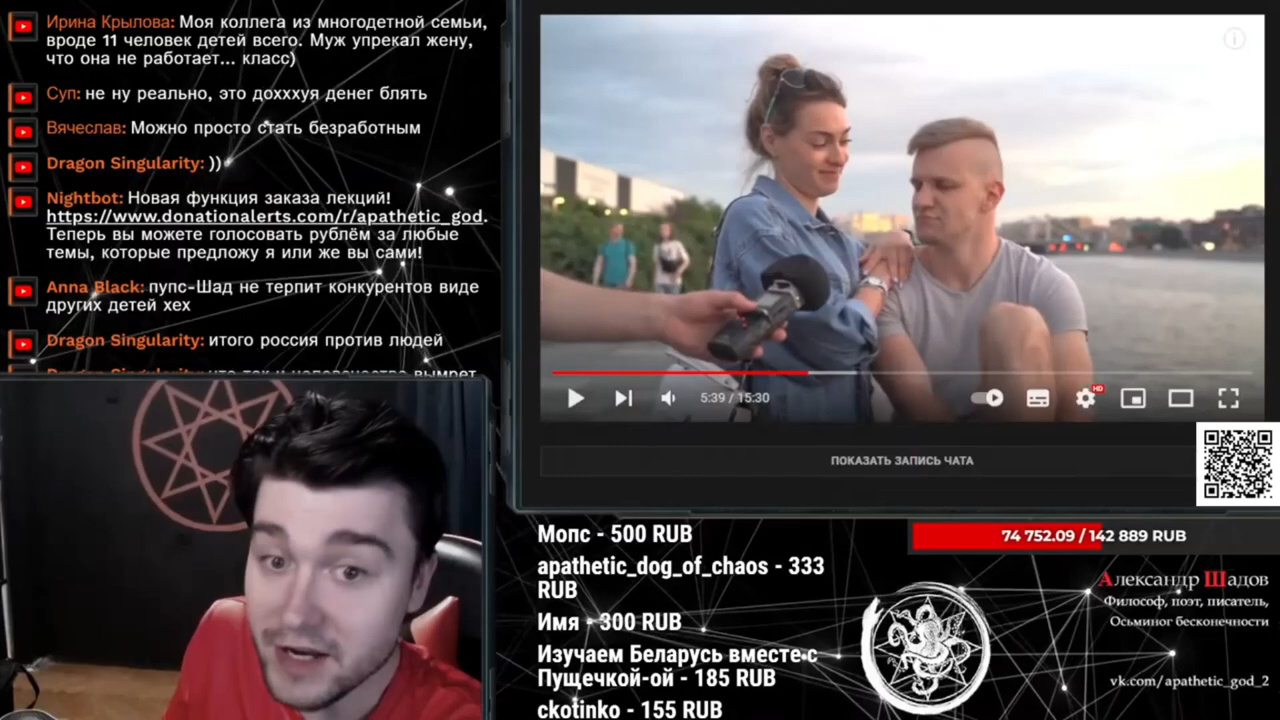 Ирина Крылова: Моя коллега из многодетной семьи,
вроде 11 человек детей всего. Муж упрекал жену,
что она не работает... класс)
Суп: не ну реально, это дохххуя денег блять
Вячеслав: Можно просто стать безработным
Dragon Singularity: ))
Nightbot: Новая функция заказа лекций!
https://www.donationalerts.com/r/apathetic_god.
Теперь вы можете голосовать рублём за любые
темы, которые предложу я или же вы сами!
Anna Black: пупс-Шад не терпит конкурентов виде
других детей хех
Dragon Singularity: итого россия против людей
Dragon Singularity: вымрет
5:39 / 15:30
HD
ПОКАЗАТЬ ЗАПИСЬ ЧАТА
Мопс - 500 RUB
apathetic_dog_of_chaos - 333
RUB
Имя - 300 RUB
Изучаем Беларусь вместе с
Пущечкой-ой - 185 RUB
ckotinko - 155 RUB
74 752.09 / 142 889 RUB
Александр Шадов
Философ, поэт, писатель,
Осьминог бесконечности
vk.com/apathetic_god_2